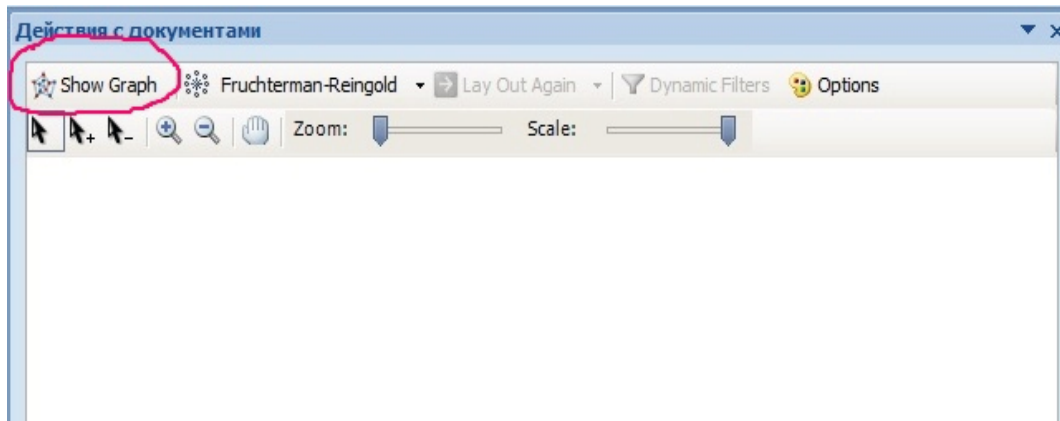 Действия с документами
Show Graph Fruchterman-Reingold Lay Out Again Dynamic Filters Options
Zoom: Scale: